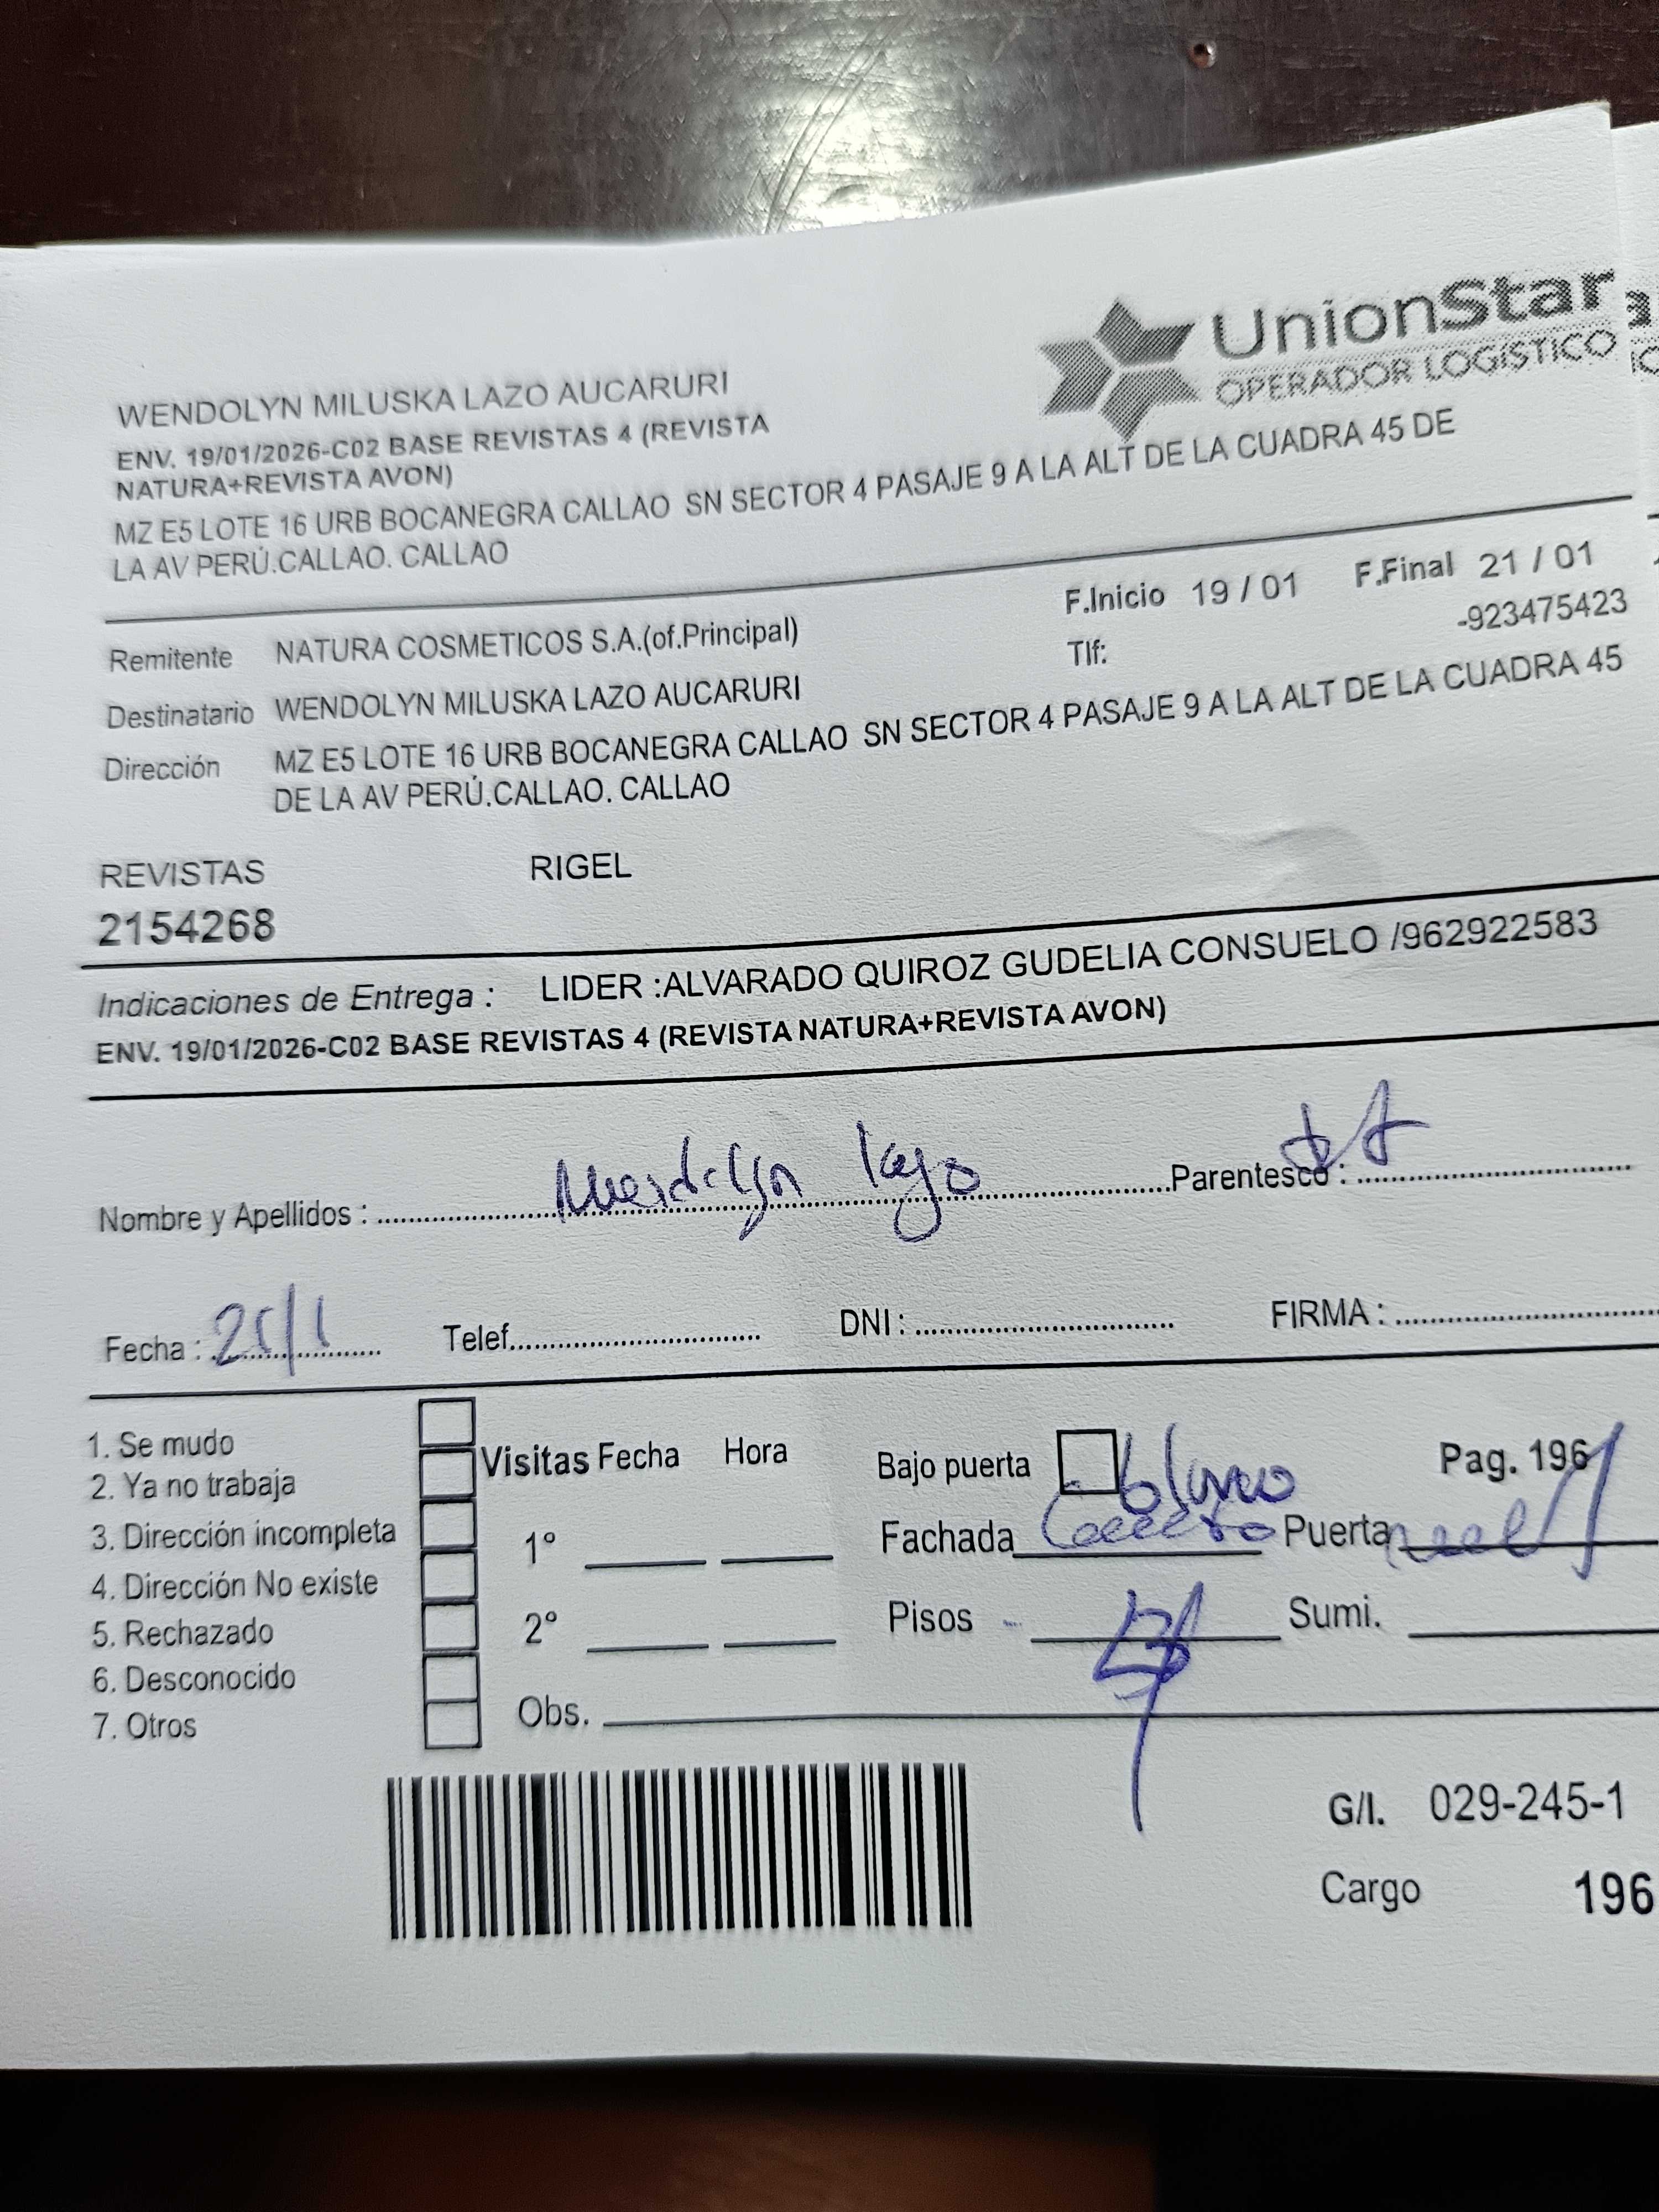 UnionStar
OPERADOR LOGÍSTICO
WENDOLYN MILUSKA LAZO AUCARURI
ENV. 19/01/2026-C02 BASE REVISTAS 4 (REVISTA
NATURA+REVISTA AVON)
MZ E5 LOTE 16 URB BOCANEGRA CALLAO SN SECTOR 4 PASAJE 9 A LA ALT DE LA CUADRA 45 DE
LA AV PERÚ.CALLAO. CALLAO
F.Inicio 19 / 01 F.Final 21 / 01
Remitente NATURA COSMETICOS S.A.(of.Principal) Tlf: -923475423
Destinatario WENDOLYN MILUSKA LAZO AUCARURI
Dirección MZ E5 LOTE 16 URB BOCANEGRA CALLAO SN SECTOR 4 PASAJE 9 A LA ALT DE LA CUADRA 45
DE LA AV PERÚ.CALLAO. CALLAO
REVISTAS RIGEL
2154268
Indicaciones de Entrega : LIDER :ALVARADO QUIROZ GUDELIA CONSUELO /962922583
ENV. 19/01/2026-C02 BASE REVISTAS 4 (REVISTA NATURA+REVISTA AVON)
Nombre y Apellidos : Wendolyn Lazo Parentesco :
Fecha : Telef. DNI : FIRMA :
1. Se mudo
2. Ya no trabaja
3. Dirección incompleta
4. Dirección No existe
5. Rechazado
6. Desconocido
7. Otros
Visitas Fecha Hora
1°
2°
Obs.
Bajo puerta Pag. 196
Fachada Puerta
Pisos Sumi.
G/I. 029-245-1
Cargo 196